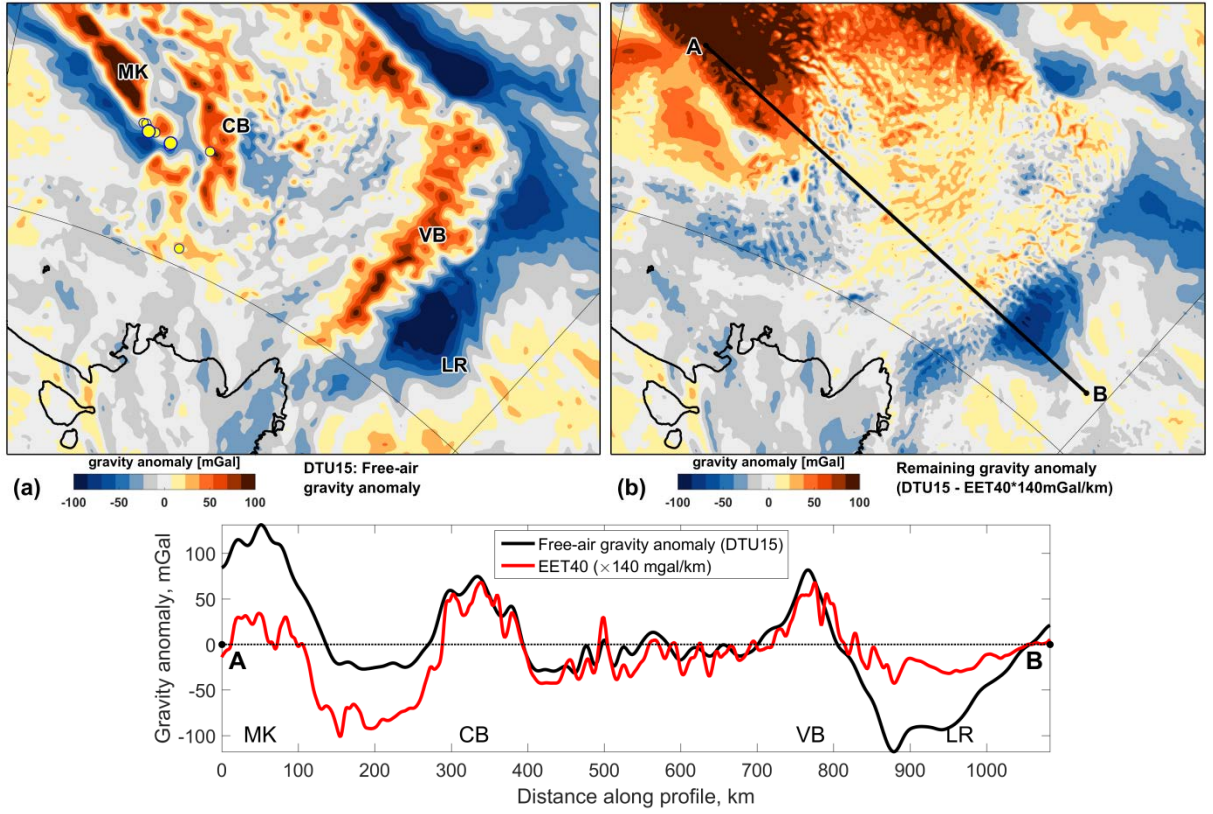 MK
CB
VB
LR
A
B
(a)
gravity anomaly [mGal]
-100 -50 0 50 100
DTU15: Free-air
gravity anomaly
(b)
gravity anomaly [mGal]
-100 -50 0 50 100
Remaining gravity anomaly
(DTU15 - EET40*140mGal/km)
Gravity anomaly, mGal
100
50
0
-50
-100
Free-air gravity anomaly (DTU15)
EET40 (×140 mgal/km)
A
B
MK
CB
VB
LR
0 100 200 300 400 500 600 700 800 900 1000
Distance along profile, km